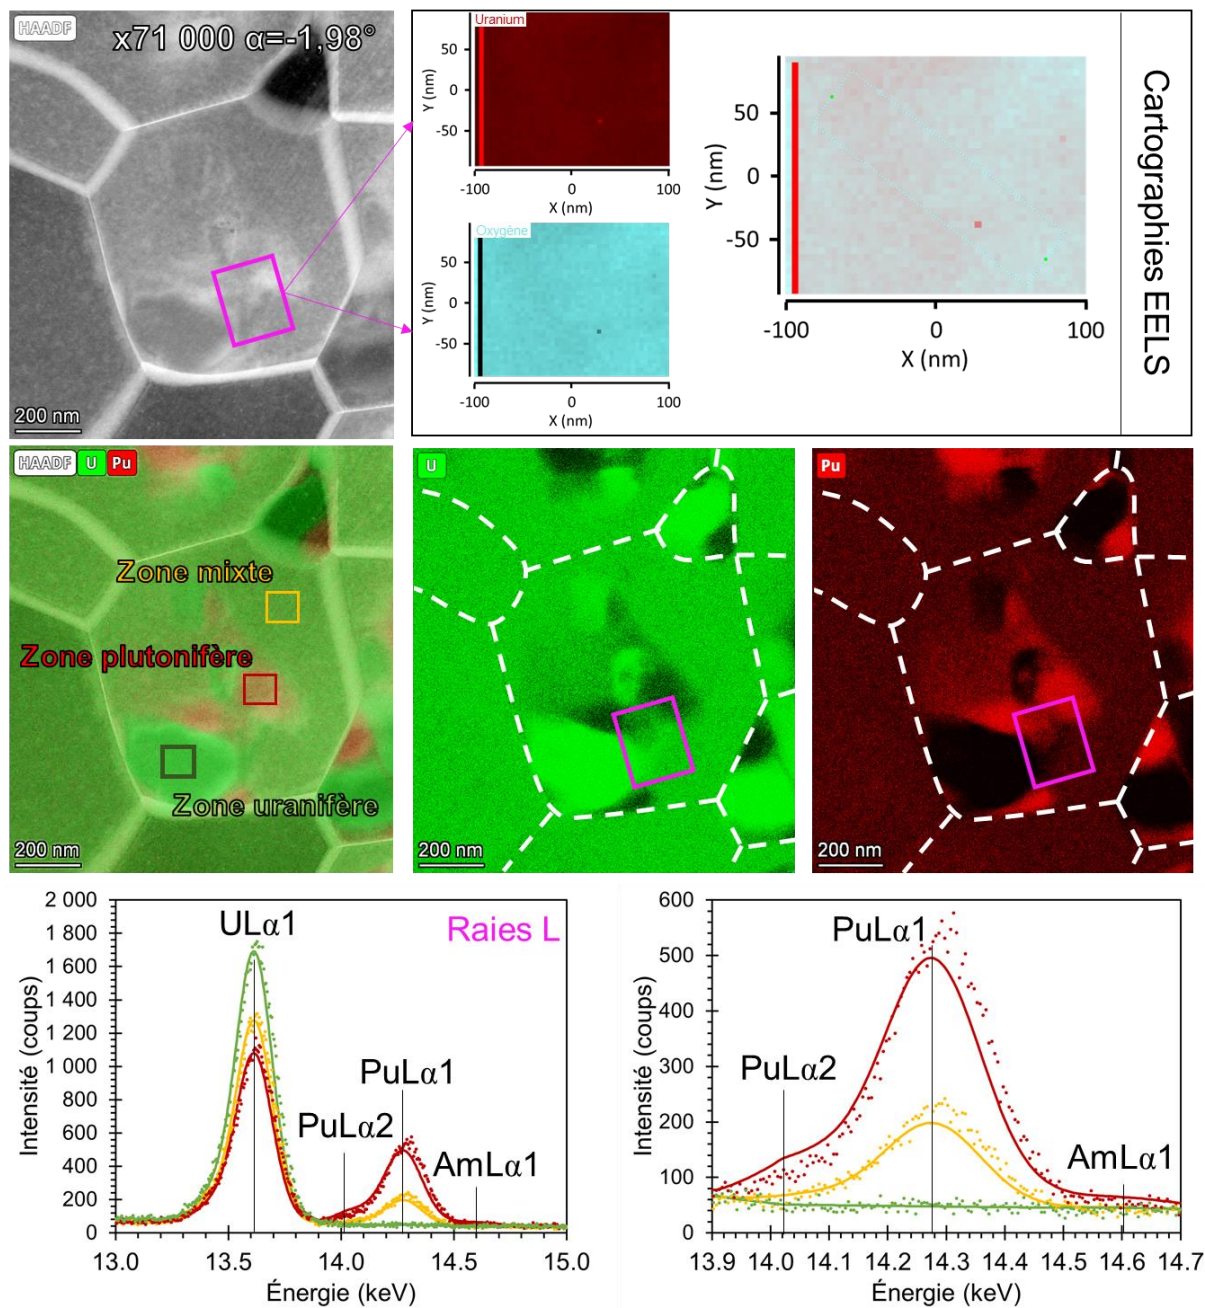 HAADF
x71 000 α=-1,98°
200 nm
Uranium
Y (nm)
50
0
-50
-100
0
100
X (nm)
Oxygène
Y (nm)
50
0
-50
-100
0
100
X (nm)
Y (nm)
50
0
-50
-100
0
100
X (nm)
Cartographies EELS
HAADF U Pu
Zone mixte
Zone plutonifère
Zone uranifère
200 nm
U
200 nm
Pu
200 nm
Intensité (coups)
2 000
1 800
1 600
1 400
1 200
1 000
800
600
400
200
0
ULα1
Raies L
PuLα1
PuLα2
AmLα1
13.0 13.5 14.0 14.5 15.0
Énergie (keV)
Intensité (coups)
600
500
400
300
200
100
0
PuLα1
PuLα2
AmLα1
13.9 14.0 14.1 14.2 14.3 14.4 14.5 14.6 14.7
Énergie (keV)